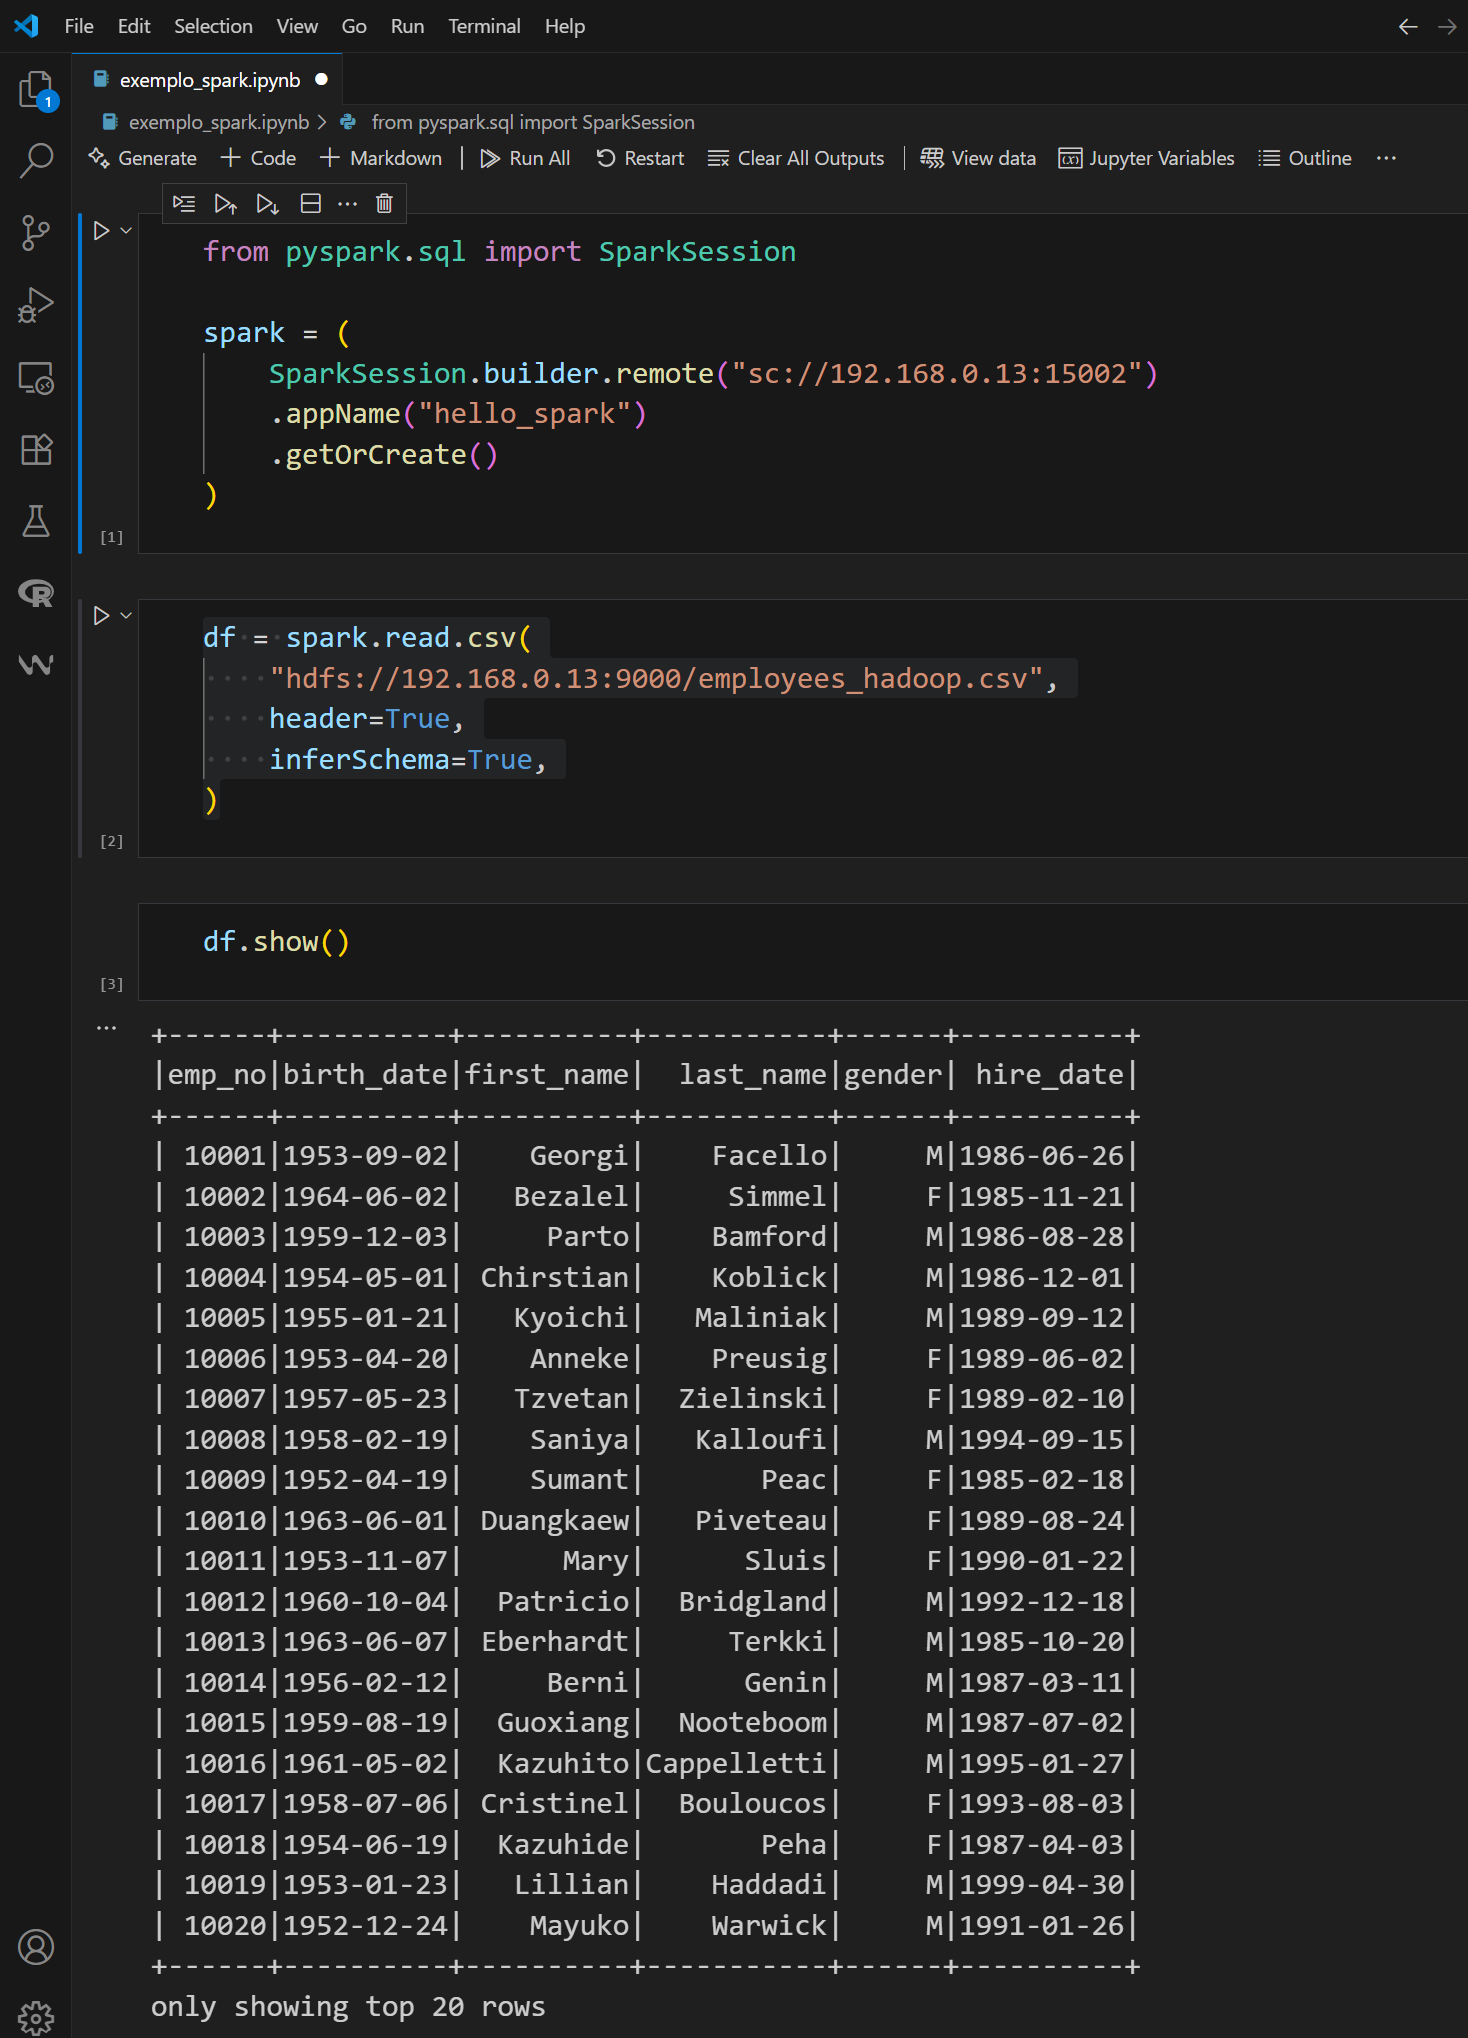 File Edit Selection View Go Run Terminal Help
exemplo_spark.ipynb
1
exemplo_spark.ipynb > from pyspark.sql import SparkSession
Generate + Code + Markdown | Run All Restart Clear All Outputs | View data Jupyter Variables Outline ...
from pyspark.sql import SparkSession
spark = (
    SparkSession.builder.remote("sc://192.168.0.13:15002")
    .appName("hello_spark")
    .getOrCreate()
)
[1]
df = spark.read.csv(
    "hdfs://192.168.0.13:9000/employees_hadoop.csv",
    header=True,
    inferSchema=True,
)
[2]
df.show()
[3]
...
+------+----------+----------+-----------+------+----------+
|emp_no|birth_date|first_name|  last_name|gender| hire_date|
+------+----------+----------+-----------+------+----------+
| 10001|1953-09-02|    Georgi|    Facello|     M|1986-06-26|
| 10002|1964-06-02|   Bezalel|     Simmel|     F|1985-11-21|
| 10003|1959-12-03|     Parto|    Bamford|     M|1986-08-28|
| 10004|1954-05-01| Chirstian|    Koblick|     M|1986-12-01|
| 10005|1955-01-21|   Kyoichi|   Maliniak|     M|1989-09-12|
| 10006|1953-04-20|    Anneke|    Preusig|     F|1989-06-02|
| 10007|1957-05-23|   Tzvetan|  Zielinski|     F|1989-02-10|
| 10008|1958-02-19|    Saniya|   Kalloufi|     M|1994-09-15|
| 10009|1952-04-19|    Sumant|       Peac|     F|1985-02-18|
| 10010|1963-06-01| Duangkaew|   Piveteau|     F|1989-08-24|
| 10011|1953-11-07|      Mary|      Sluis|     F|1990-01-22|
| 10012|1960-10-04|  Patricio|  Bridgland|     M|1992-12-18|
| 10013|1963-06-07| Eberhardt|     Terkki|     M|1985-10-20|
| 10014|1956-02-12|     Berni|      Genin|     M|1987-03-11|
| 10015|1959-08-19|  Guoxiang|  Nooteboom|     M|1987-07-02|
| 10016|1961-05-02|  Kazuhito|Cappelletti|     M|1995-01-27|
| 10017|1958-07-06| Cristinel|  Bouloucos|     F|1993-08-03|
| 10018|1954-06-19|  Kazuhide|       Peha|     F|1987-04-03|
| 10019|1953-01-23|   Lillian|    Haddadi|     M|1999-04-30|
| 10020|1952-12-24|    Mayuko|    Warwick|     M|1991-01-26|
+------+----------+----------+-----------+------+----------+
only showing top 20 rows